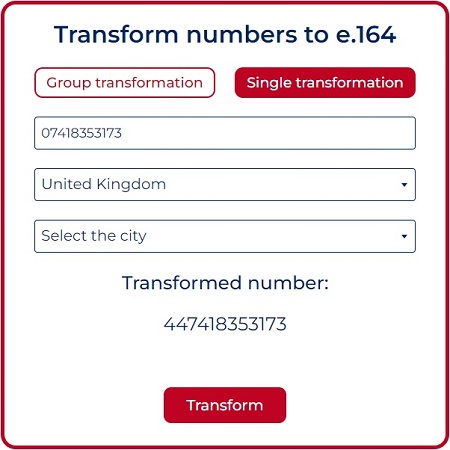 Transform numbers to e.164
Group transformation Single transformation
07418353173
United Kingdom
Select the city
Transformed number:
447418353173
Transform